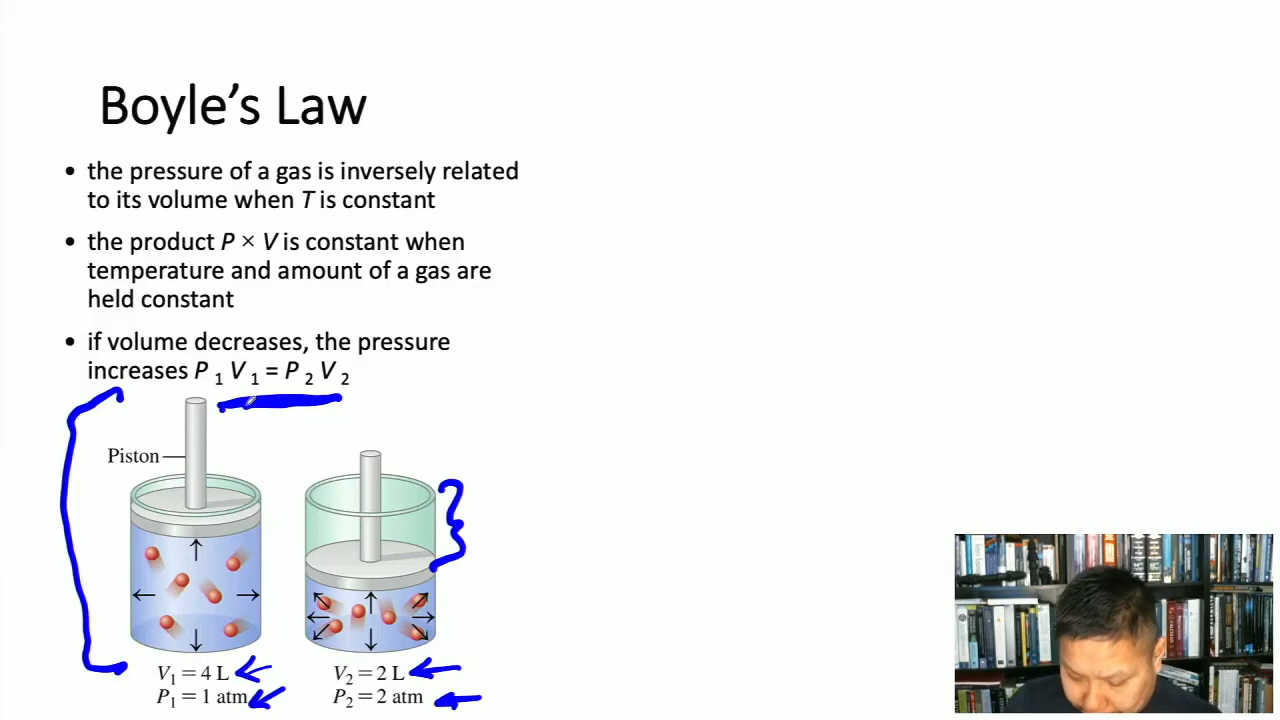 Boyle's Law
• the pressure of a gas is inversely related
to its volume when T is constant
• the product P × V is constant when
temperature and amount of a gas are
held constant
• if volume decreases, the pressure
increases P 1 V 1 = P 2 V 2
Piston
V1 = 4 L
P1 = 1 atm
V2 = 2 L
P2 = 2 atm